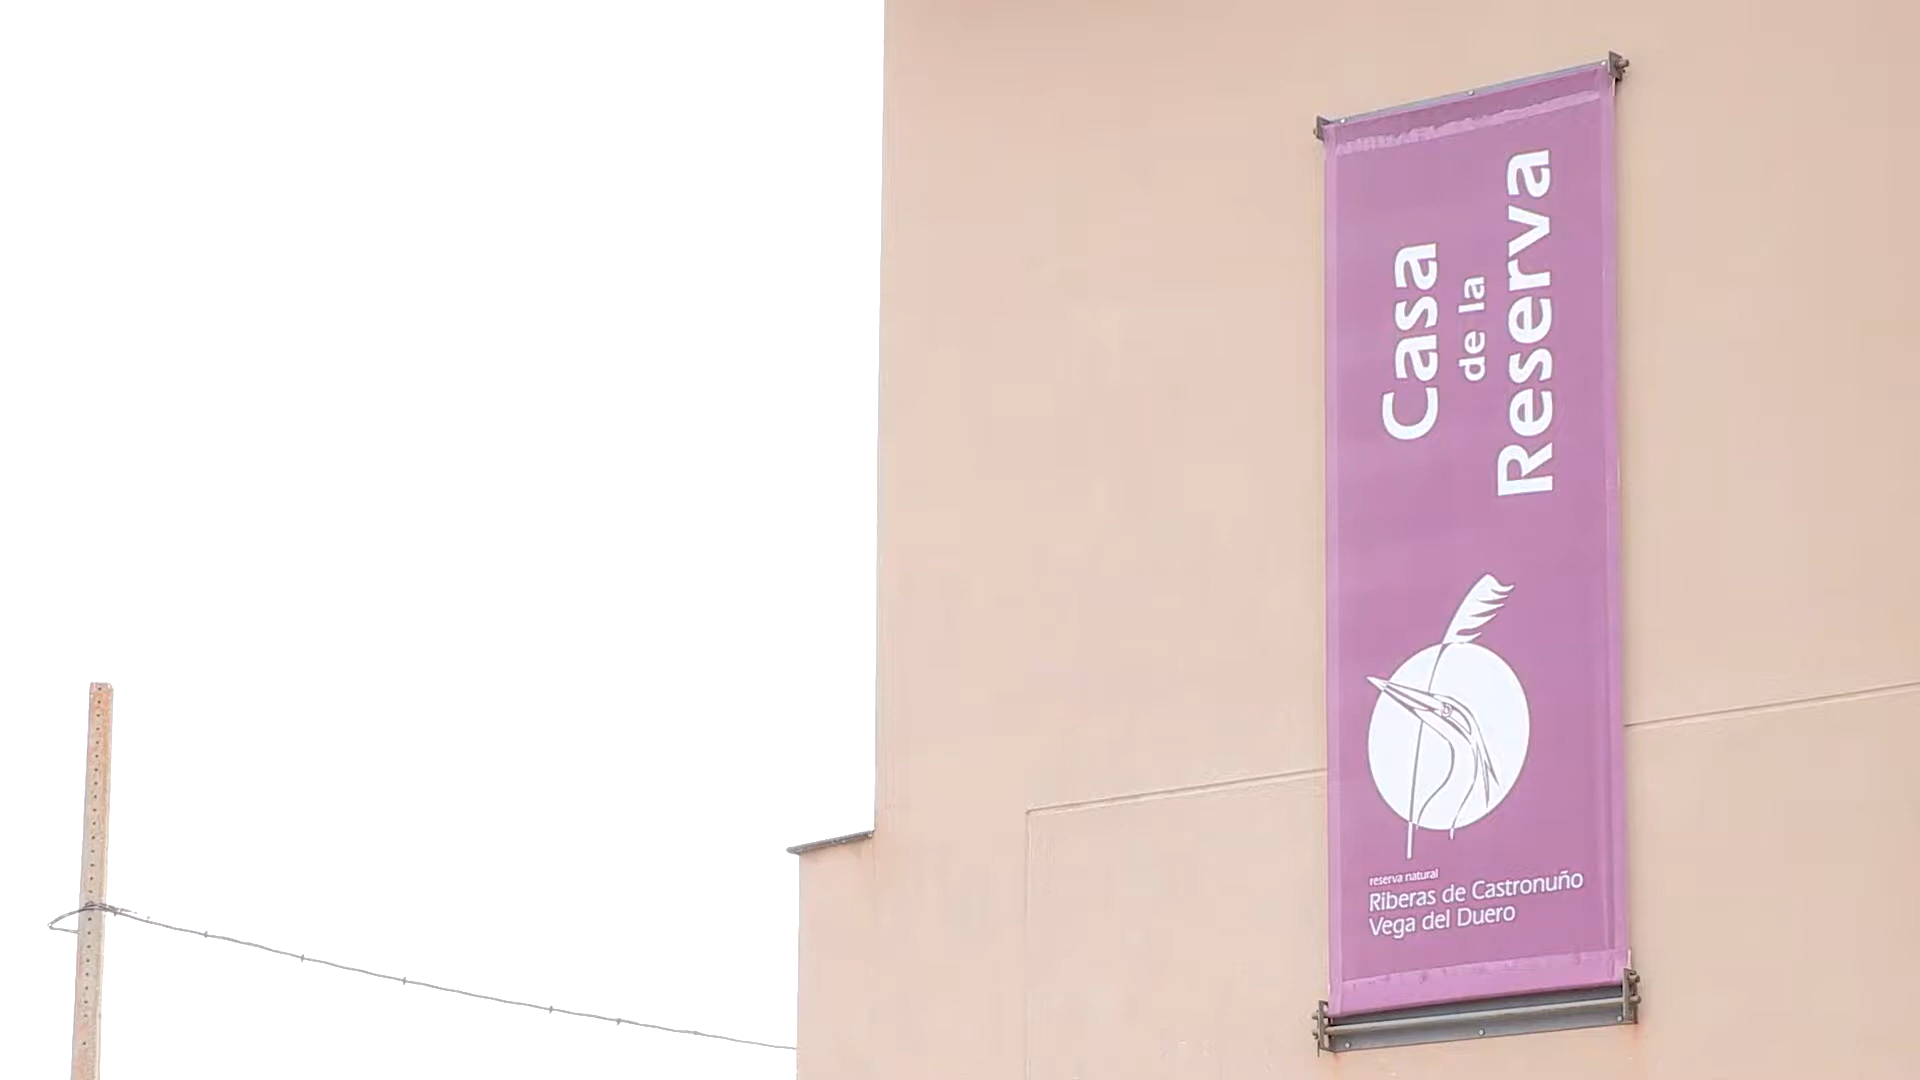 Casa
de la
Reserva
reserva natural
Riberas de Castronuño
Vega del Duero